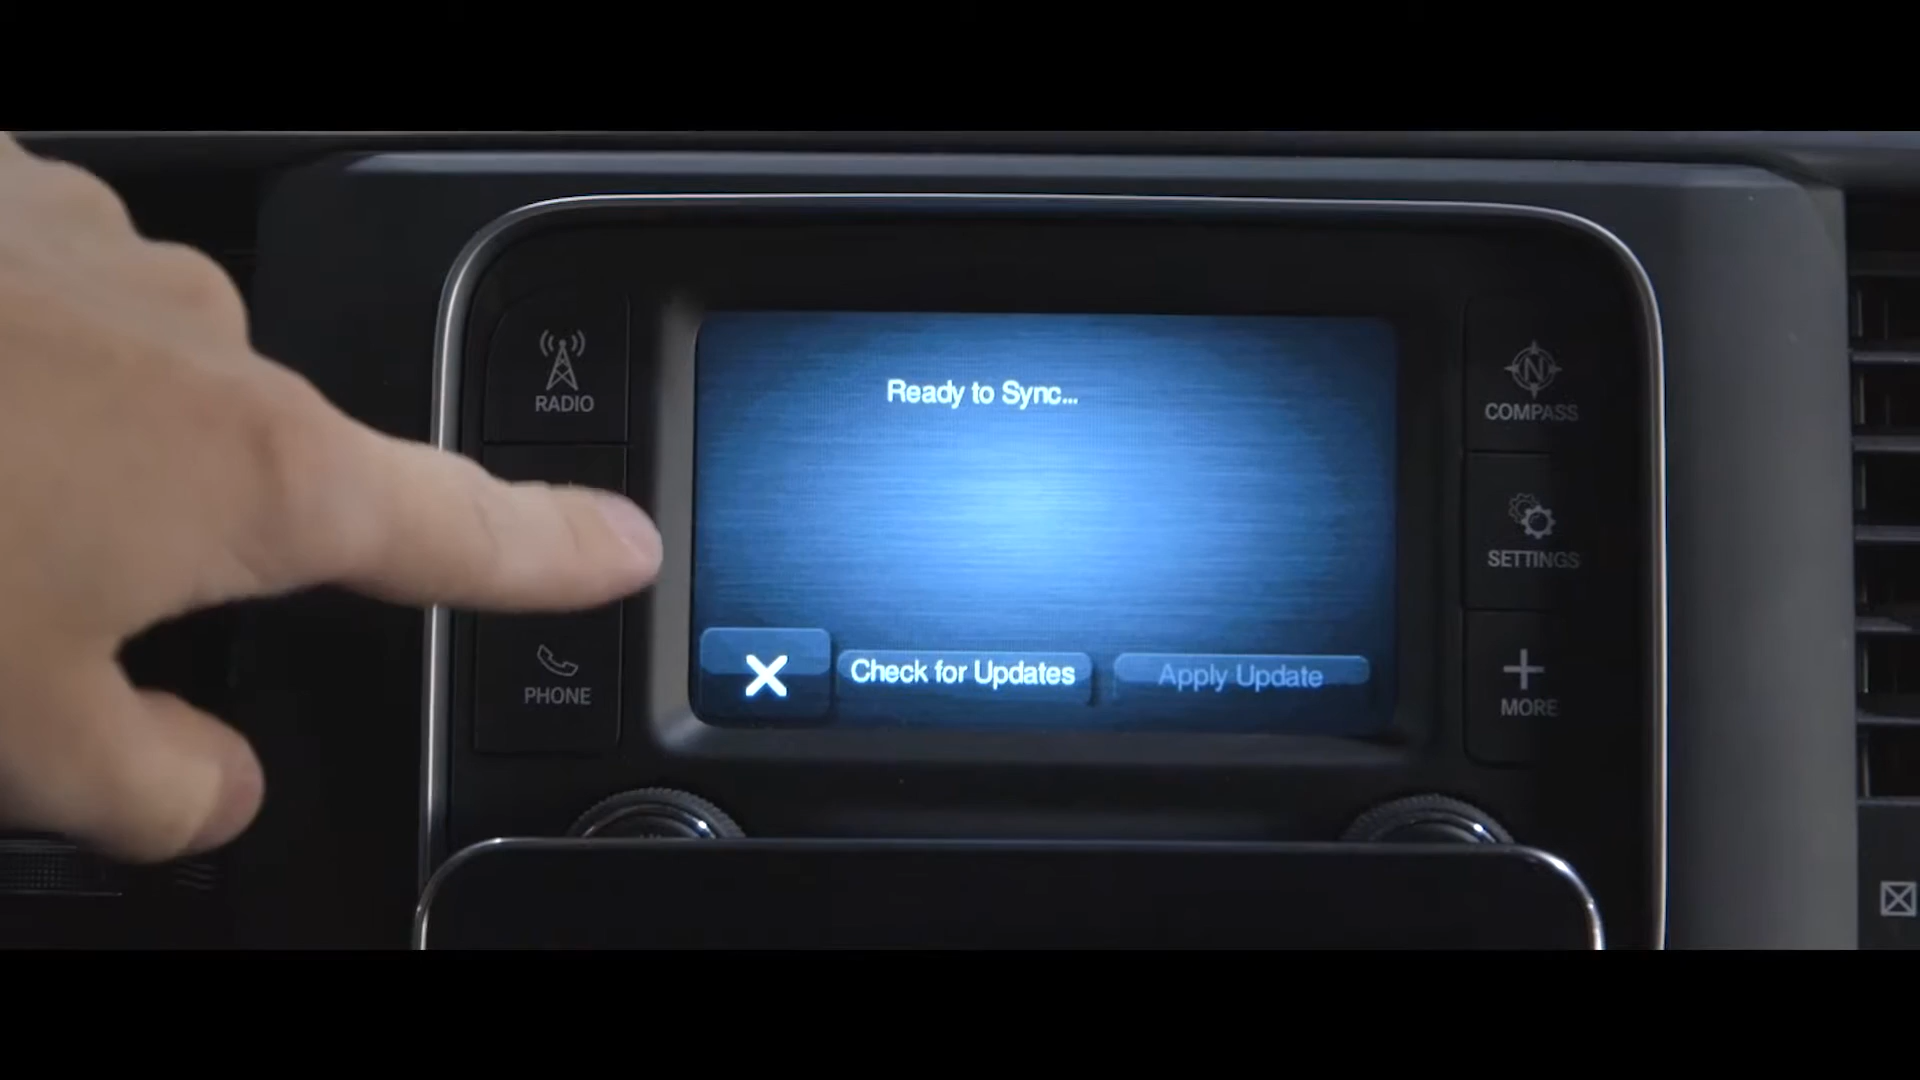 RADIO
Ready to Sync...
N
COMPASS
SETTINGS
PHONE
X
Check for Updates
Apply Update
MORE